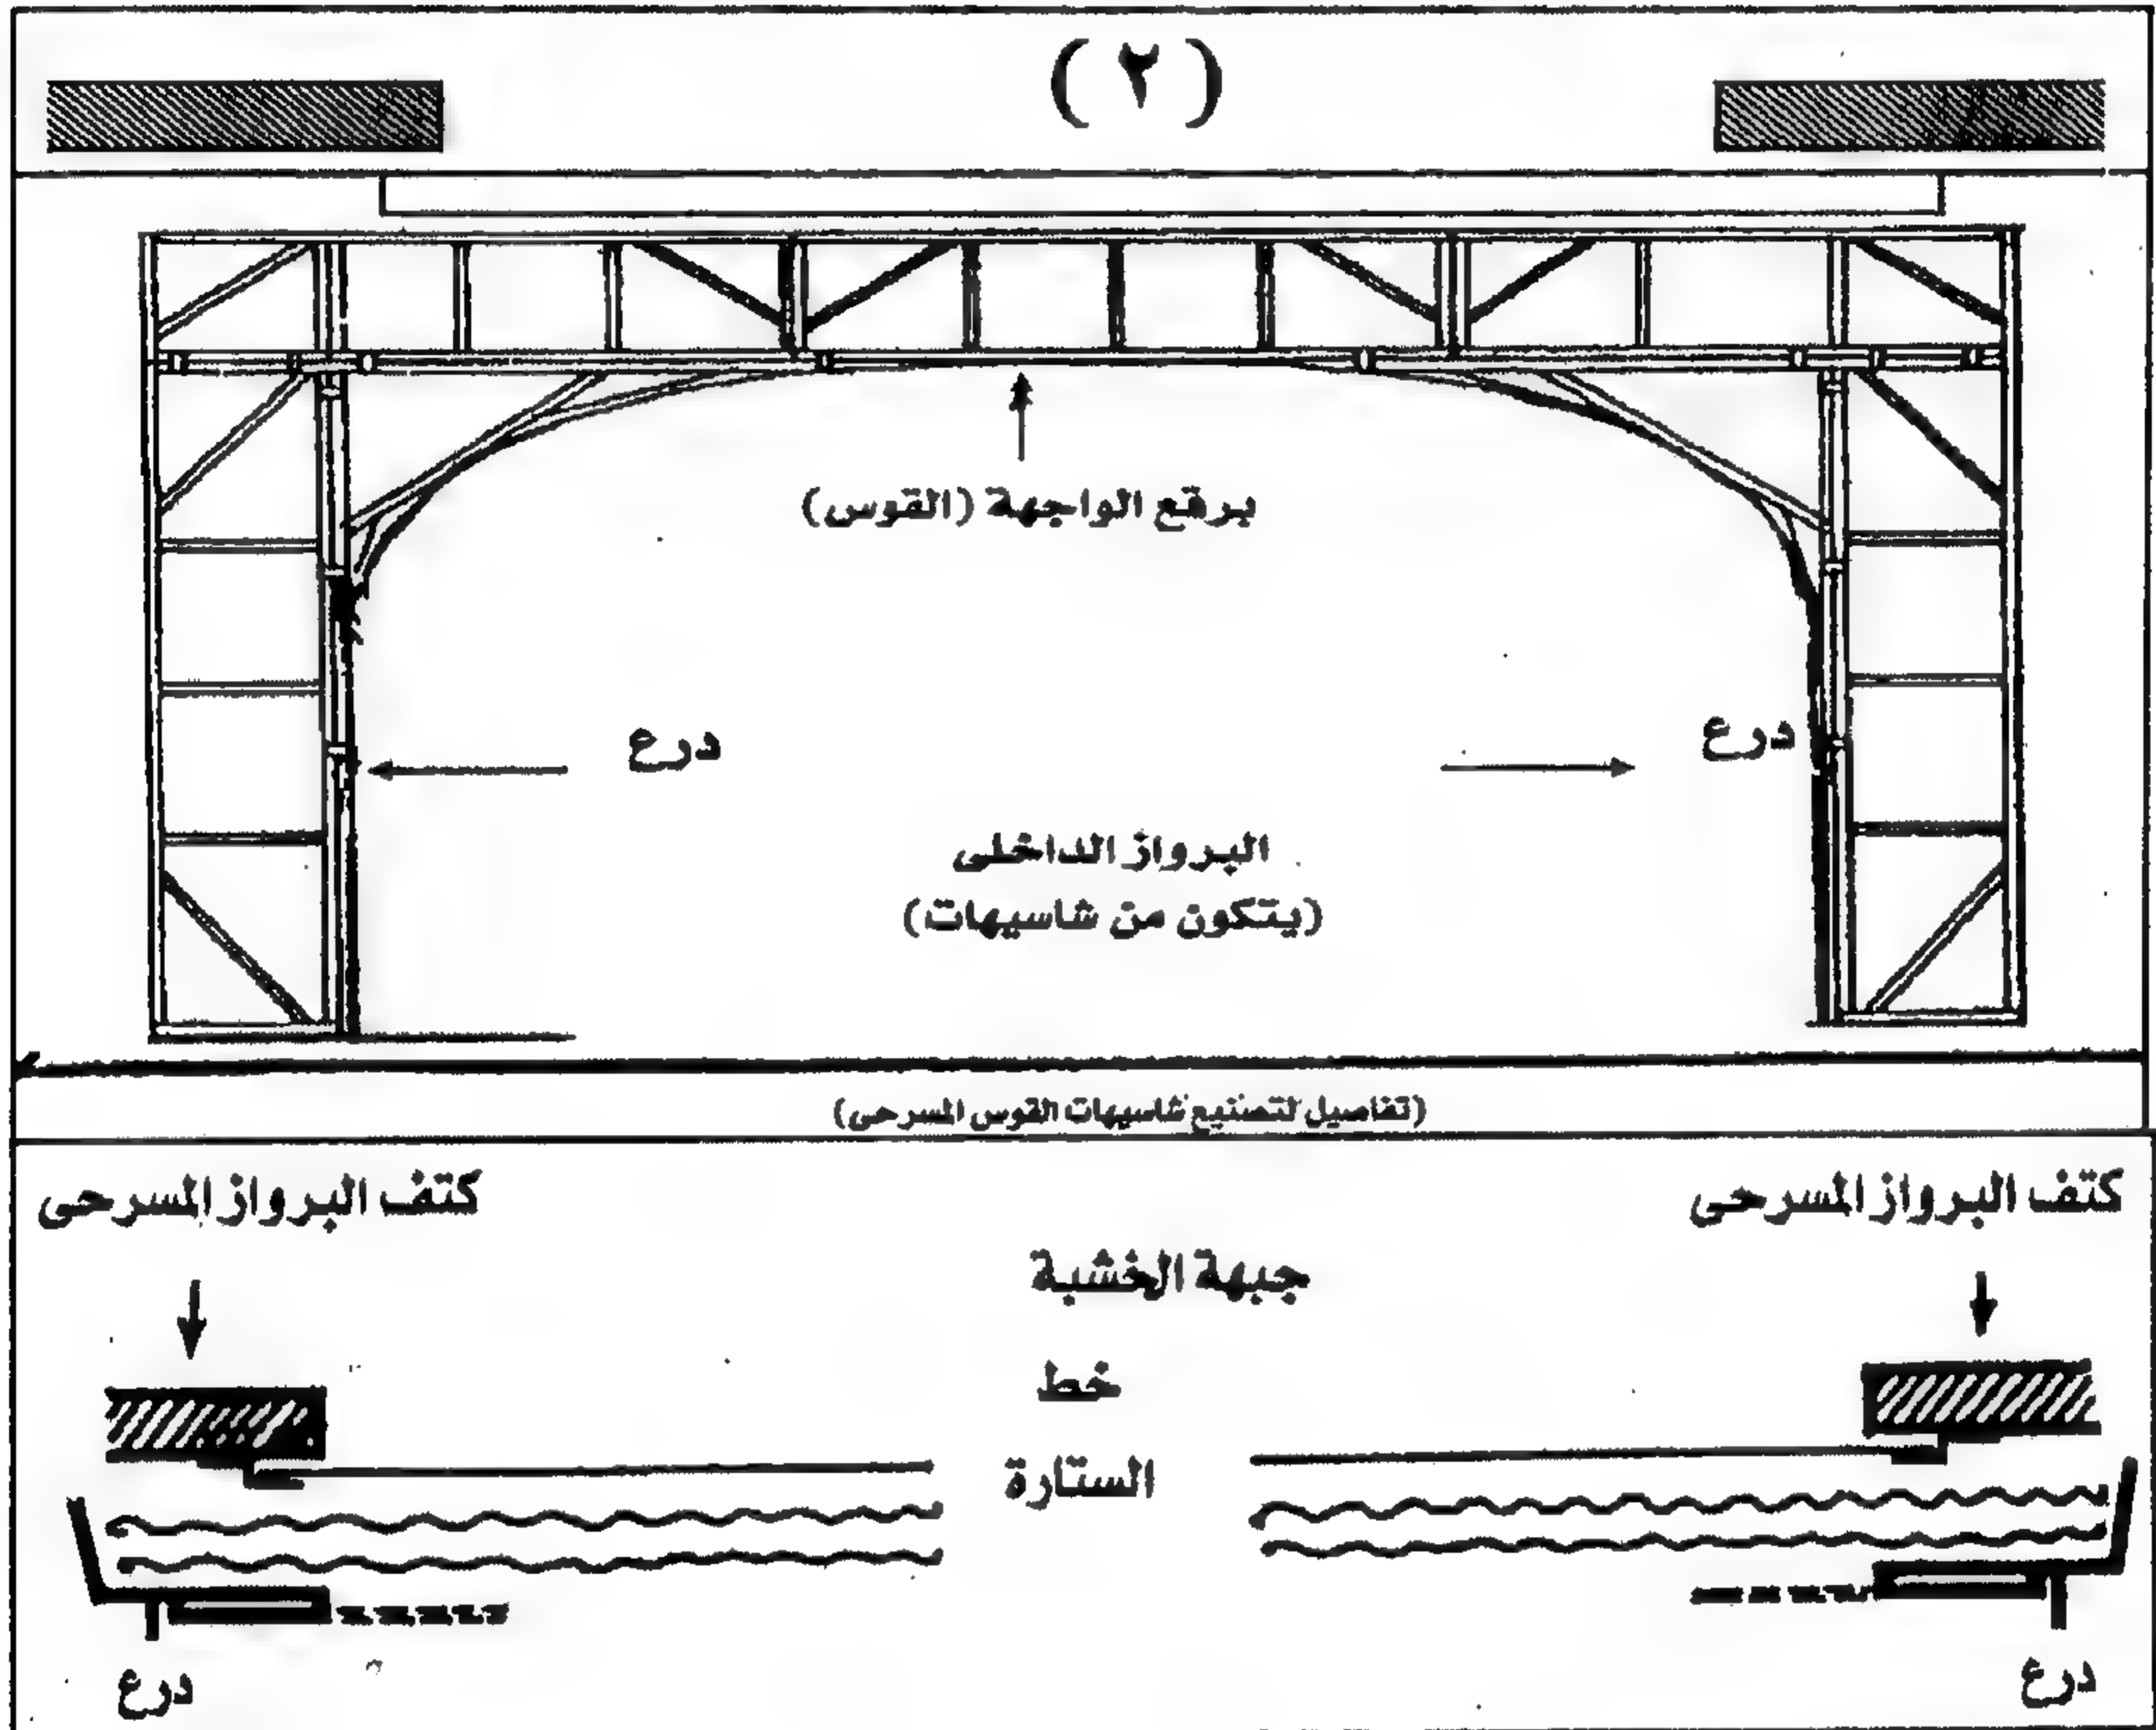 ( ٢ )
برقع الواجهة (القوس)
درع
درع
البرواز الداخلى
(يتكون من شاسيهات)
(تفاصيل لتصنيع شاسيهات القوس المسرحى)
كتف البرواز المسرحى
كتف البرواز المسرحى
جبهة الخشبة
خط
الستارة
درع
درع